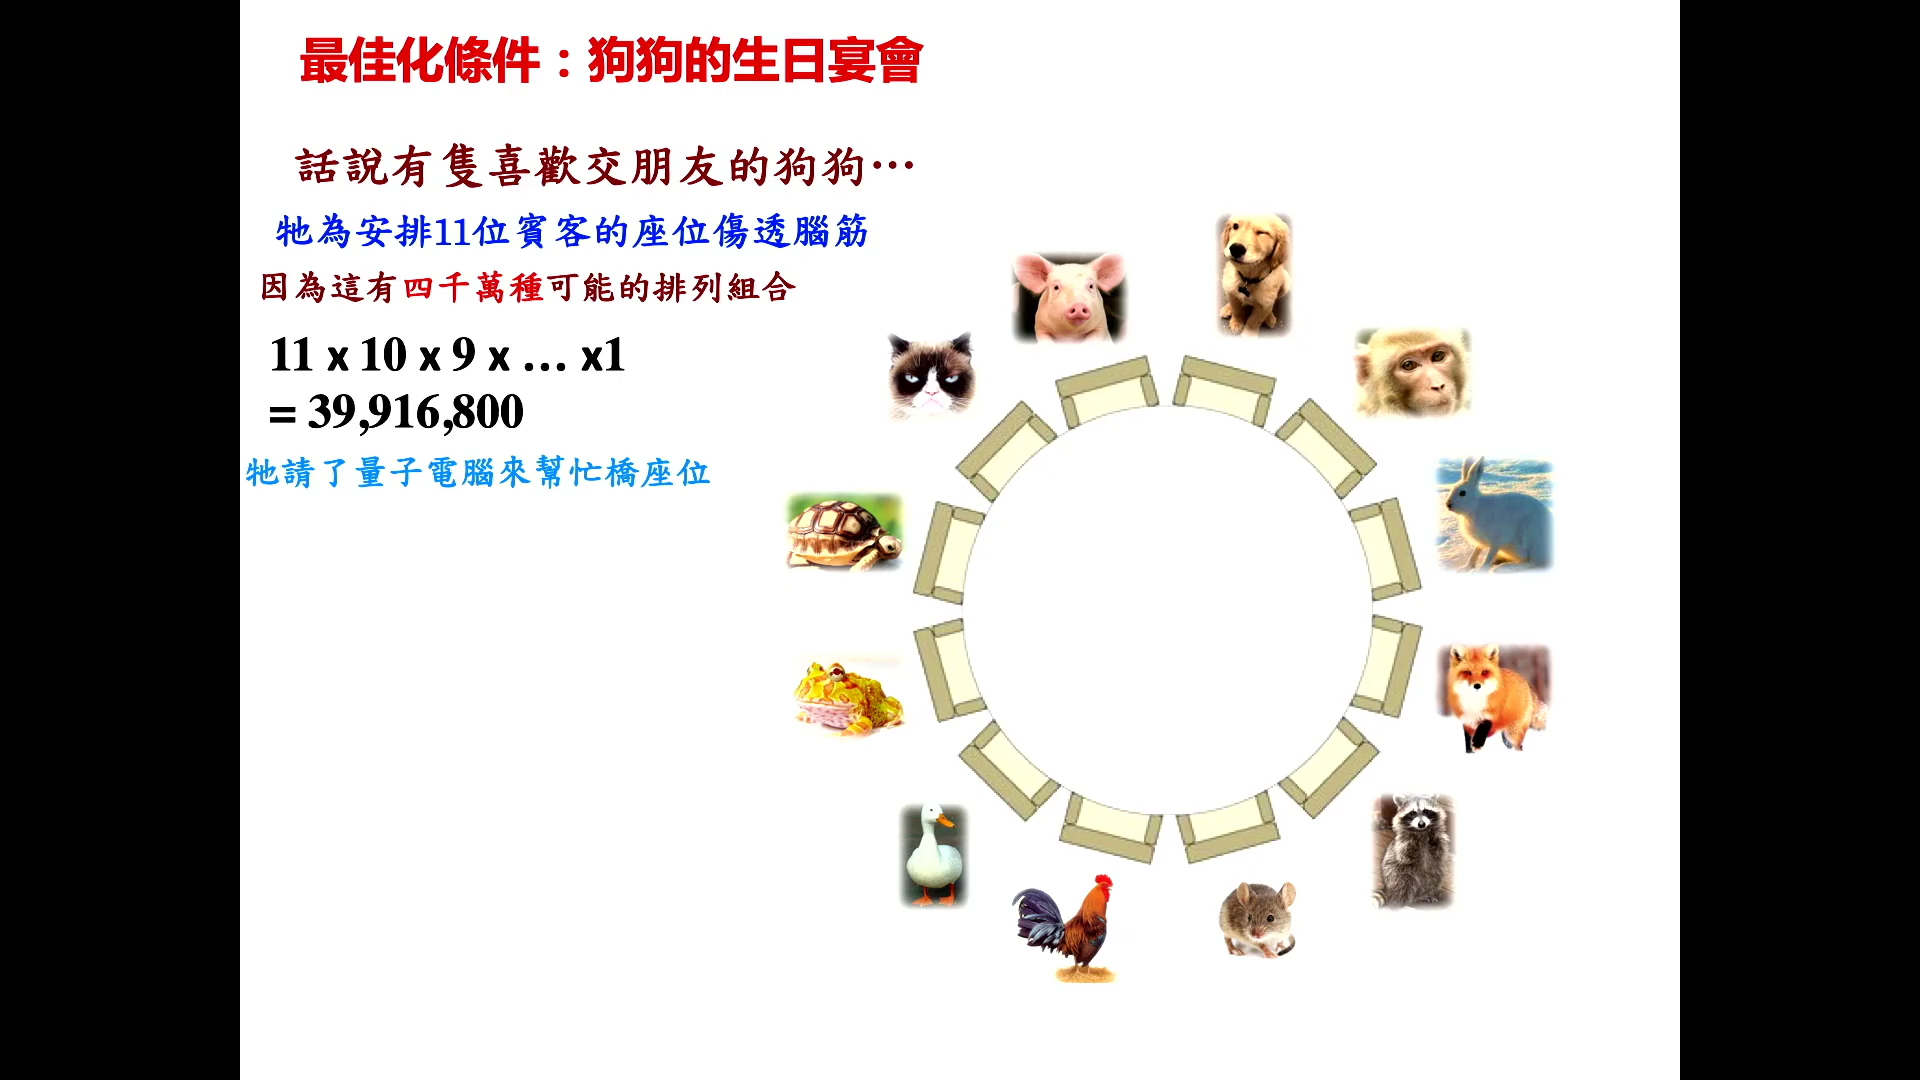 最佳化條件：狗狗的生日宴會
話說有隻喜歡交朋友的狗狗…
牠為安排11位賓客的座位傷透腦筋
因為這有四千萬種可能的排列組合
11 x 10 x 9 x … x1
= 39,916,800
牠請了量子電腦來幫忙橋座位